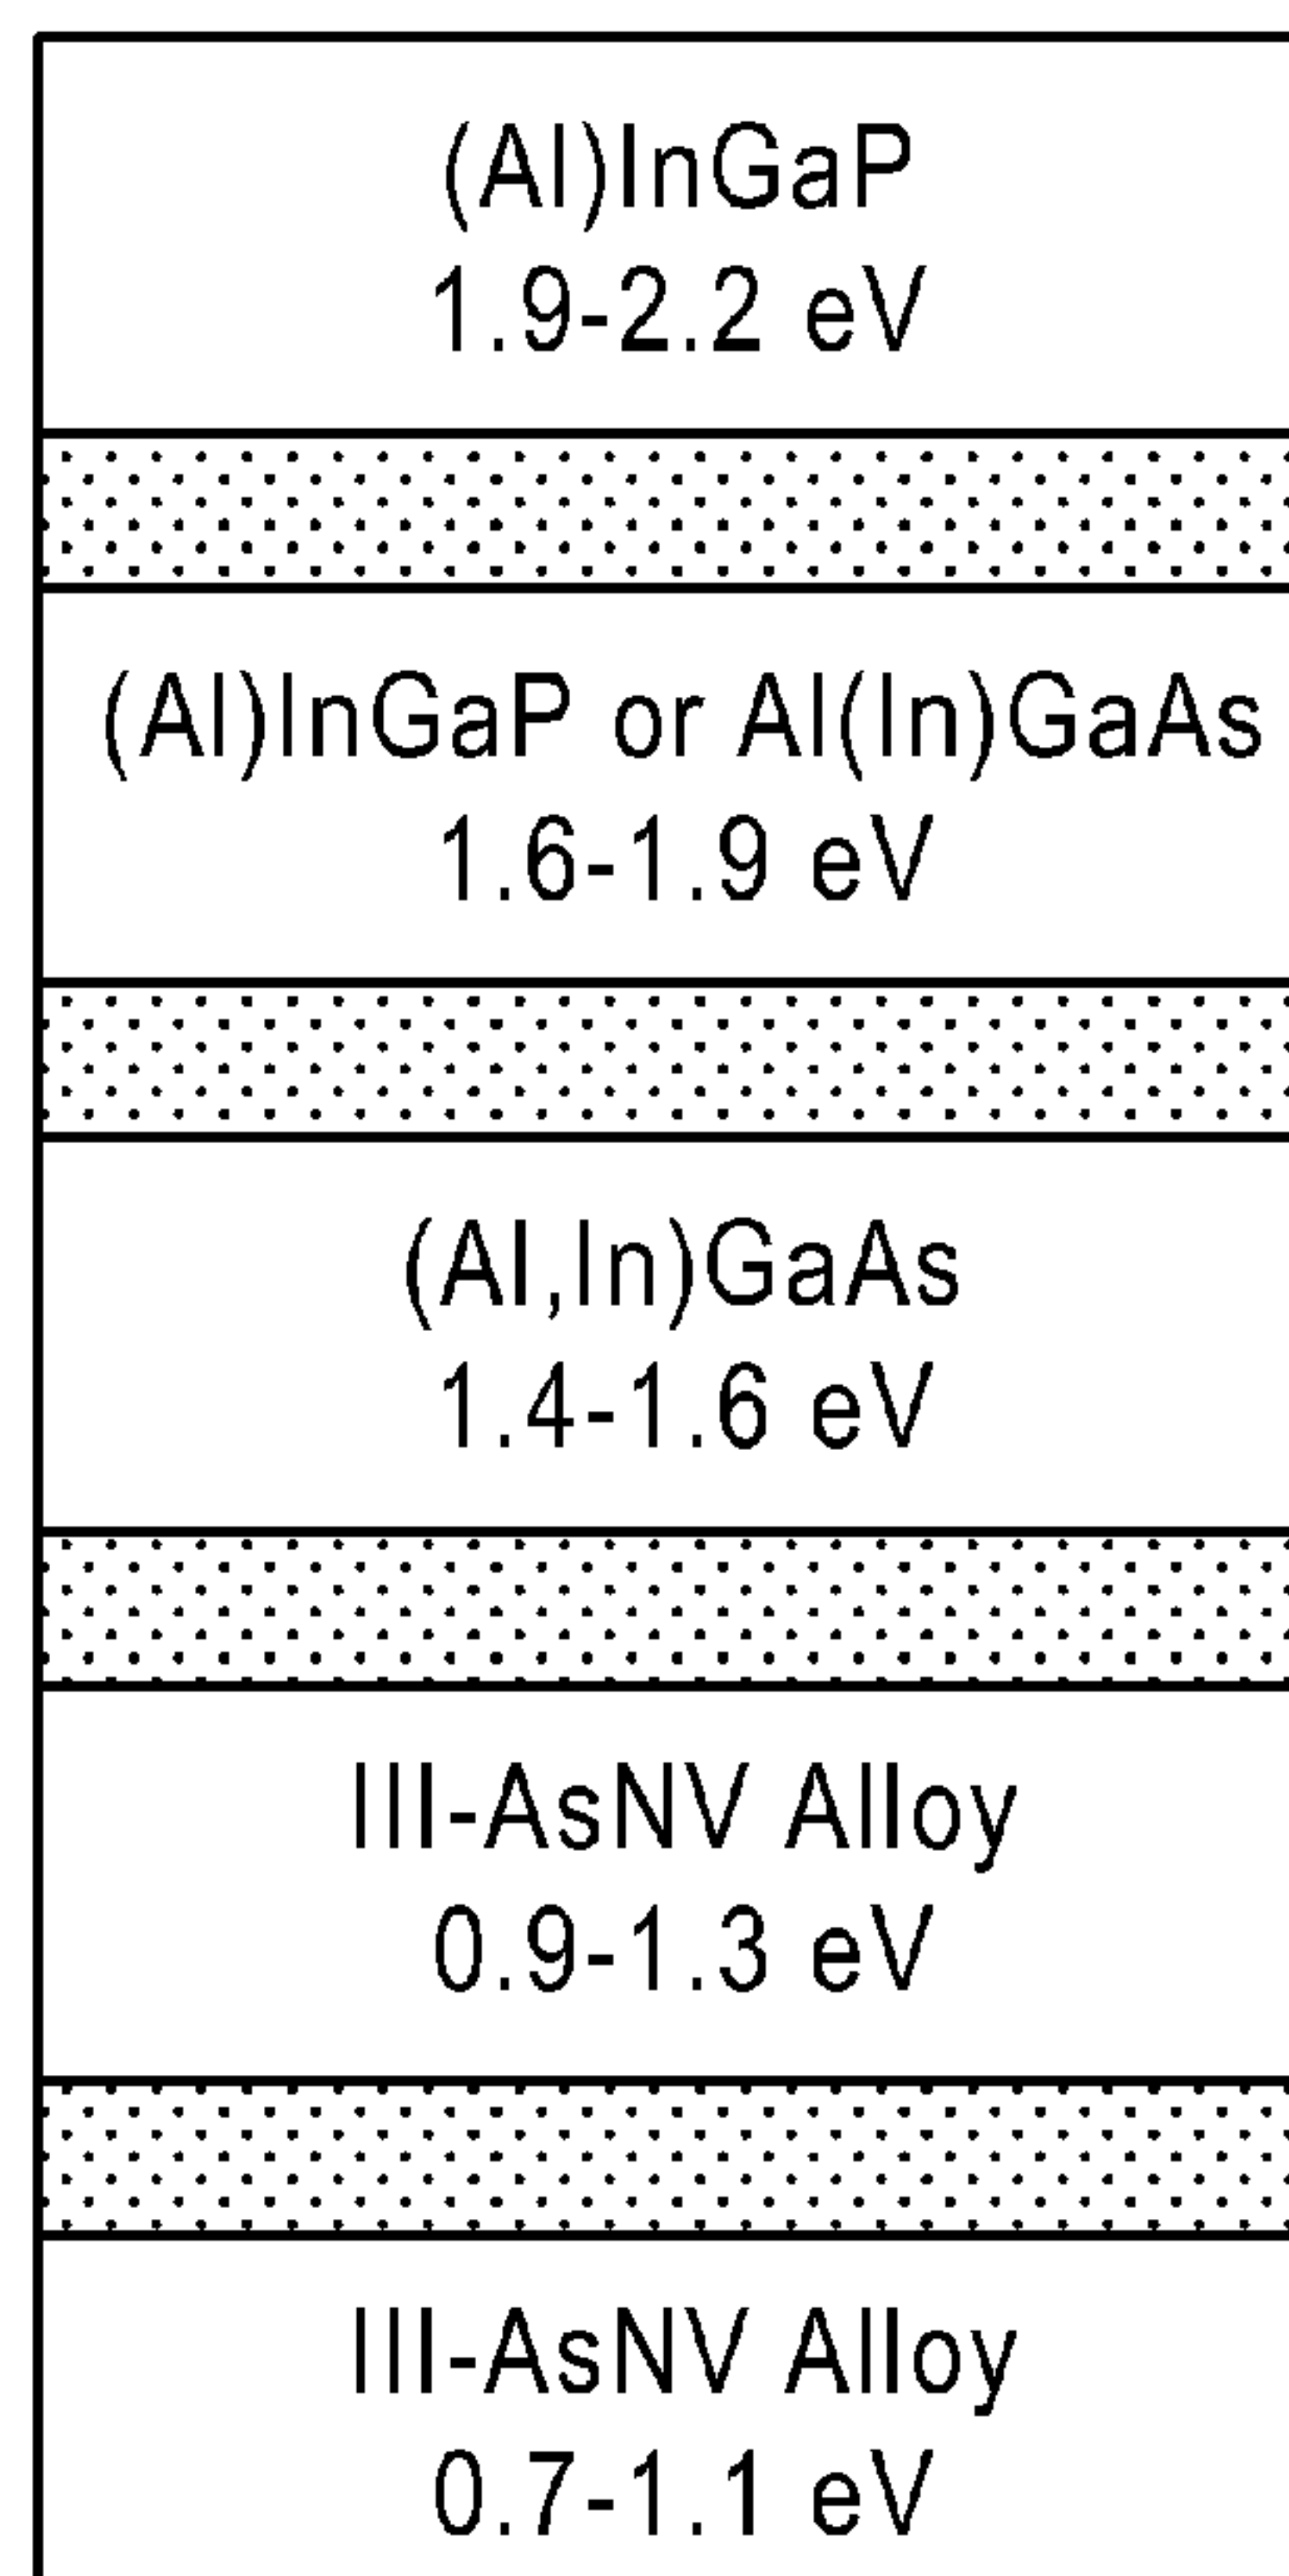 (Al)InGaP
1.9-2.2 eV
(Al)InGaP or Al(In)GaAs
1.6-1.9 eV
(Al,In)GaAs
1.4-1.6 eV
III-AsNV Alloy
0.9-1.3 eV
III-AsNV Alloy
0.7-1.1 eV